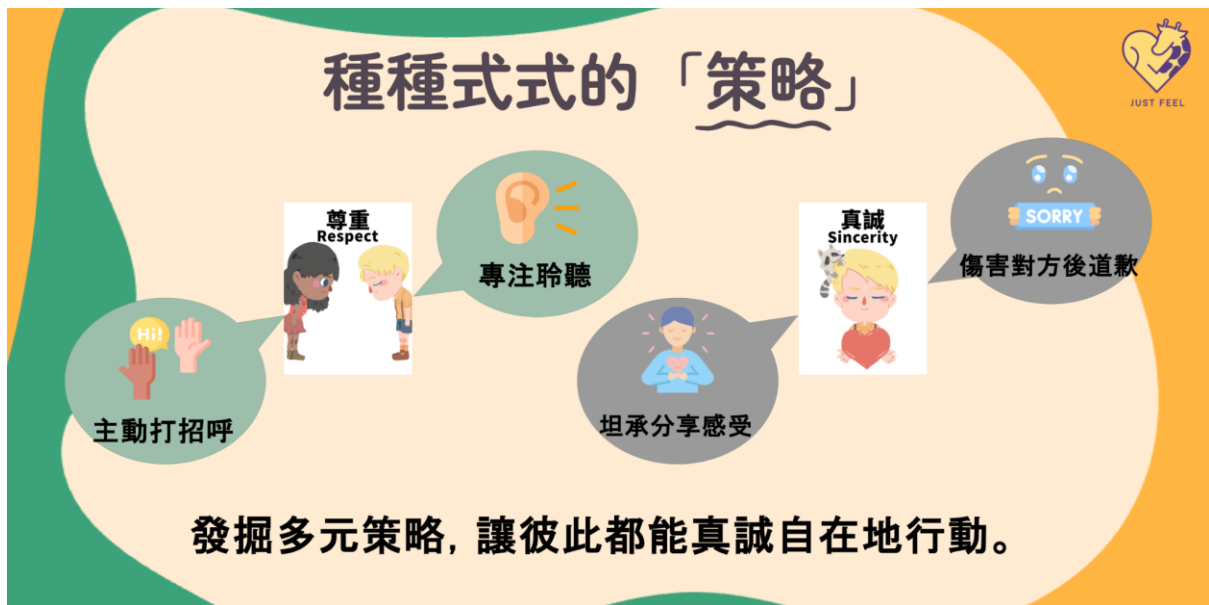 種種式式的「策略」
JUST FEEL
尊重
Respect
專注聆聽
Hi!
主動打招呼
真誠
Sincerity
SORRY
傷害對方後道歉
坦承分享感受
發掘多元策略, 讓彼此都能真誠自在地行動。